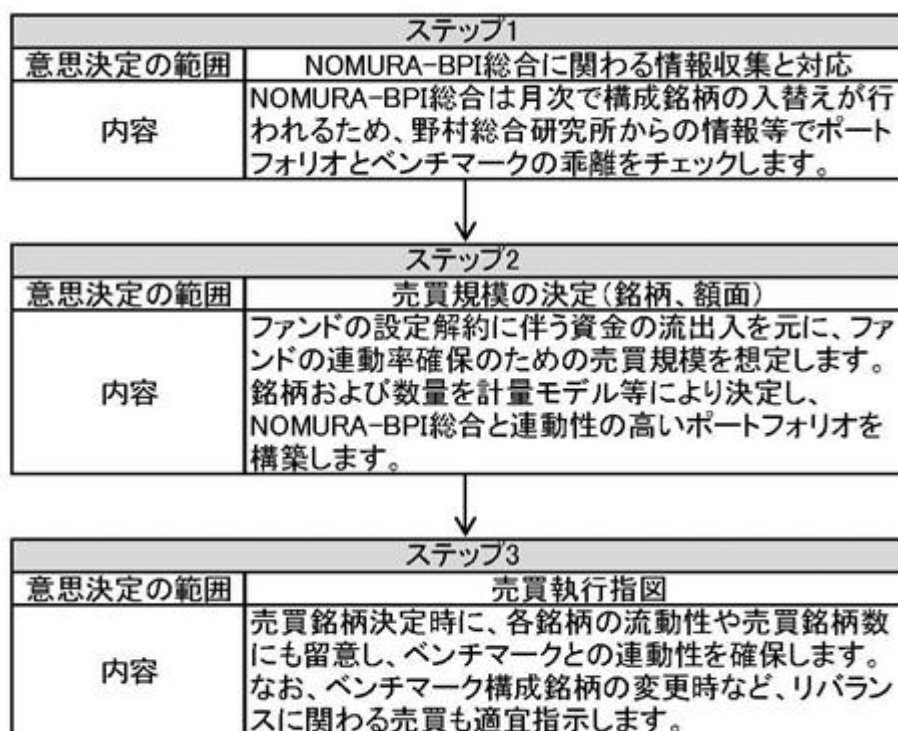 ステップ1
意思決定の範囲 NOMURA-BPI総合に関わる情報収集と対応
内容
NOMURA-BPI総合は月次で構成銘柄の入替えが行
われるため、野村総合研究所からの情報等でポート
フォリオとベンチマークの乖離をチェックします。
ステップ2
意思決定の範囲 売買規模の決定(銘柄、額面)
内容
ファンドの設定解約に伴う資金の流出入を元に、ファ
ンドの連動率確保のための売買規模を想定します。
銘柄および数量を計量モデル等により決定し、
NOMURA-BPI総合と連動性の高いポートフォリオを
構築します。
ステップ3
意思決定の範囲 売買執行指図
内容
売買銘柄決定時に、各銘柄の流動性や売買銘柄数
にも留意し、ベンチマークとの連動性を確保します。
なお、ベンチマーク構成銘柄の変更時など、リバラン
スに関わる売買も適宜指示します。